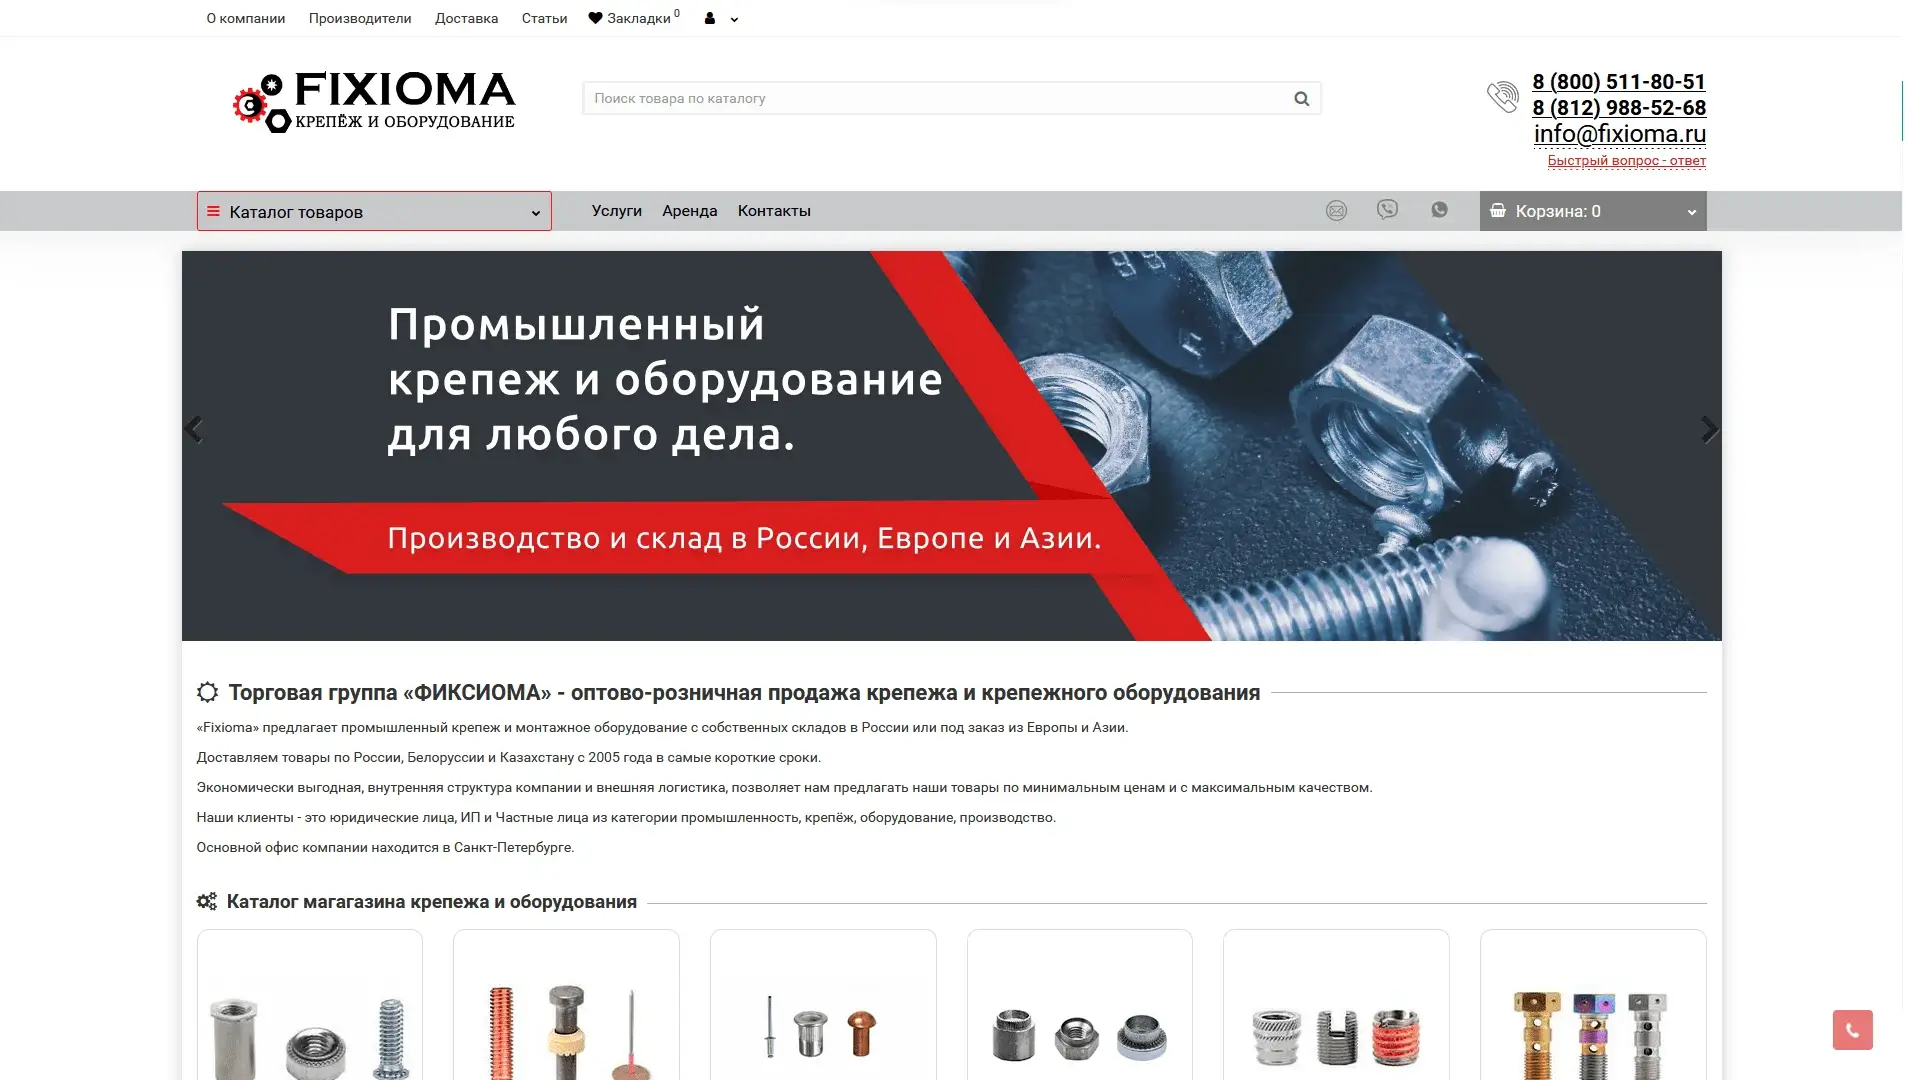 О компании Производители Доставка Статьи Закладки 0
FIXIOMA
КРЕПЁЖ И ОБОРУДОВАНИЕ
Поиск товара по каталогу
8 (800) 511-80-51
8 (812) 988-52-68
info@fixioma.ru
Быстрый вопрос - ответ
Каталог товаров Услуги Аренда Контакты Корзина: 0
Промышленный
крепеж и оборудование
для любого дела.
Производство и склад в России, Европе и Азии.
Торговая группа «ФИКСИОМА» - оптово-розничная продажа крепежа и крепежного оборудования
«Fixioma» предлагает промышленный крепеж и монтажное оборудование с собственных складов в России или под заказ из Европы и Азии.
Доставляем товары по России, Белоруссии и Казахстану с 2005 года в самые короткие сроки.
Экономически выгодная, внутренняя структура компании и внешняя логистика, позволяет нам предлагать наши товары по минимальным ценам и с максимальным качеством.
Наши клиенты - это юридические лица, ИП и Частные лица из категории промышленность, крепёж, оборудование, производство.
Основной офис компании находится в Санкт-Петербурге.
Каталог магагазина крепежа и оборудования